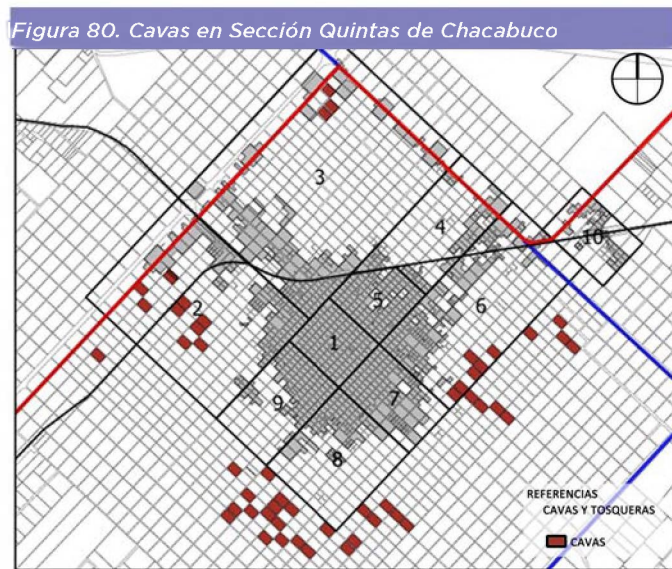 Figura 80. Cavas en Sección Quintas de Chacabuco
3
4
10
2
5
6
1
9
7
8
REFERENCIAS
CAVAS Y TOSQUERAS
CAVAS